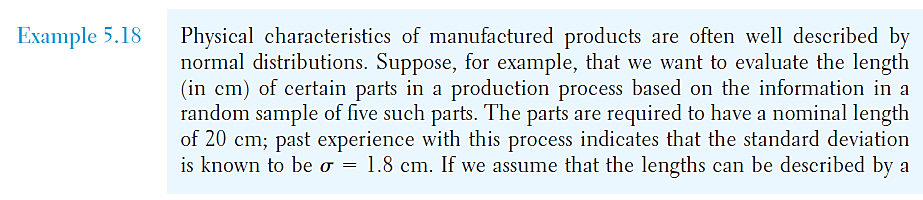 Example 5.18
Physical characteristics of manufactured products are often well described by
normal distributions. Suppose, for example, that we want to evaluate the length
(in cm) of certain parts in a production process based on the information in a
random sample of five such parts. The parts are required to have a nominal length
of 20 cm; past experience with this process indicates that the standard deviation
is known to be σ = 1.8 cm. If we assume that the lengths can be described by a